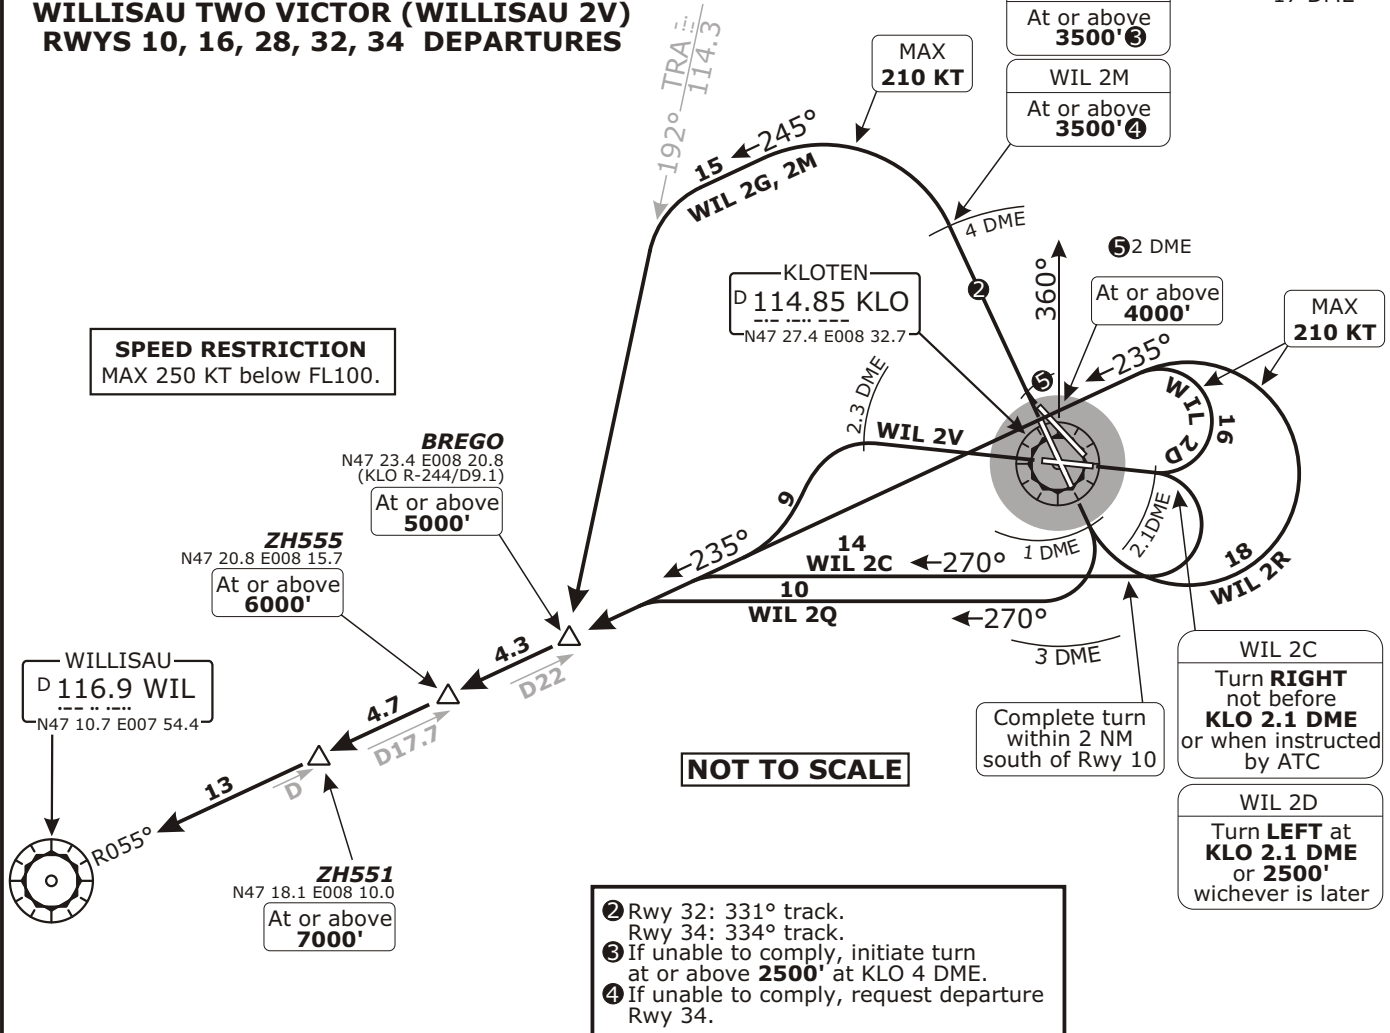 WILLISAU TWO VICTOR (WILLISAU 2V)
RWYS 10, 16, 28, 32, 34 DEPARTURES
192° TRA
114.3
At or above
3500' ❸
WIL 2M
At or above
3500' ❹
MAX
210 KT
15 245°
WIL 2G, 2M
4 DME
❷
❺ 2 DME
360°
KLOTEN
D 114.85 KLO
N47 27.4 E008 32.7
At or above
4000'
MAX
210 KT
SPEED RESTRICTION
MAX 250 KT below FL100.
235°
❺
2.3 DME
WIL 2V
WIL 2D
16
BREGO
N47 23.4 E008 20.8
(KLO R-244/D9.1)
At or above
5000'
9
235°
14
WIL 2C
270°
1 DME
2.1DME
18
WIL 2R
10
WIL 2Q
270°
3 DME
ZH555
N47 20.8 E008 15.7
At or above
6000'
4.3
D22
WILLISAU
D 116.9 WIL
N47 10.7 E007 54.4
4.7
D17.7
WIL 2C
Turn RIGHT
not before
KLO 2.1 DME
or when instructed
by ATC
Complete turn
within 2 NM
south of Rwy 10
NOT TO SCALE
13
D
R055°
WIL 2D
Turn LEFT at
KLO 2.1 DME
or 2500'
wichever is later
ZH551
N47 18.1 E008 10.0
At or above
7000'
❷ Rwy 32: 331° track.
Rwy 34: 334° track.
❸ If unable to comply, initiate turn
at or above 2500' at KLO 4 DME.
❹ If unable to comply, request departure
Rwy 34.